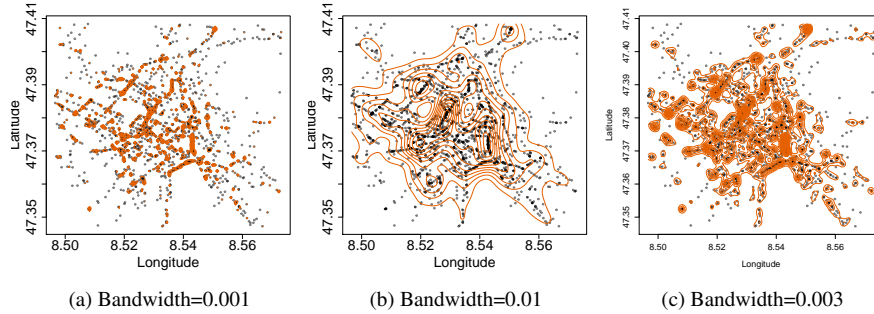 47.41
47.39
47.37
47.35
Latitude
8.50 8.52 8.54 8.56
Longitude
(a) Bandwidth=0.001
47.41
47.39
47.37
47.35
Latitude
8.50 8.52 8.54 8.56
Longitude
(b) Bandwidth=0.01
47.41
47.40
47.39
47.38
47.37
47.36
47.35
Latitude
8.50 8.52 8.54 8.56
Longitude
(c) Bandwidth=0.003